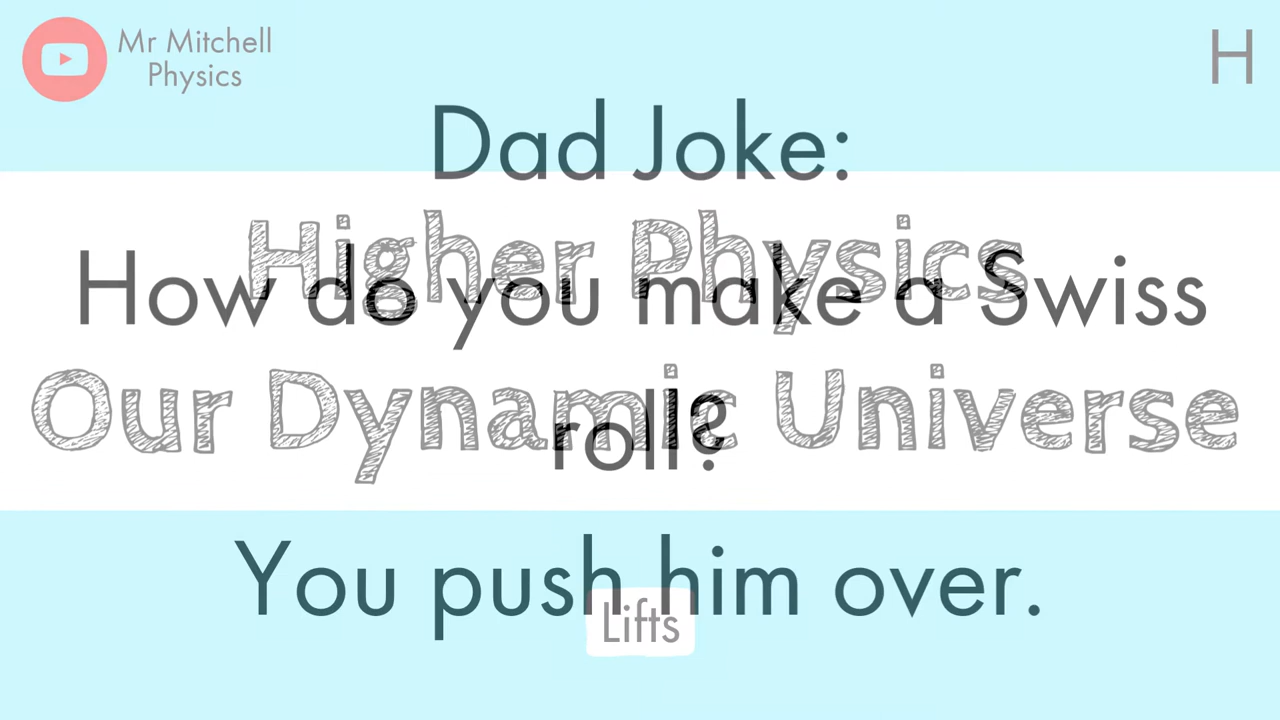 Mr Mitchell
Physics
H
Dad Joke:
Higher Physics
How do you make a Swiss
Our Dynamic Universe
roll?
You push him over.
Lifts